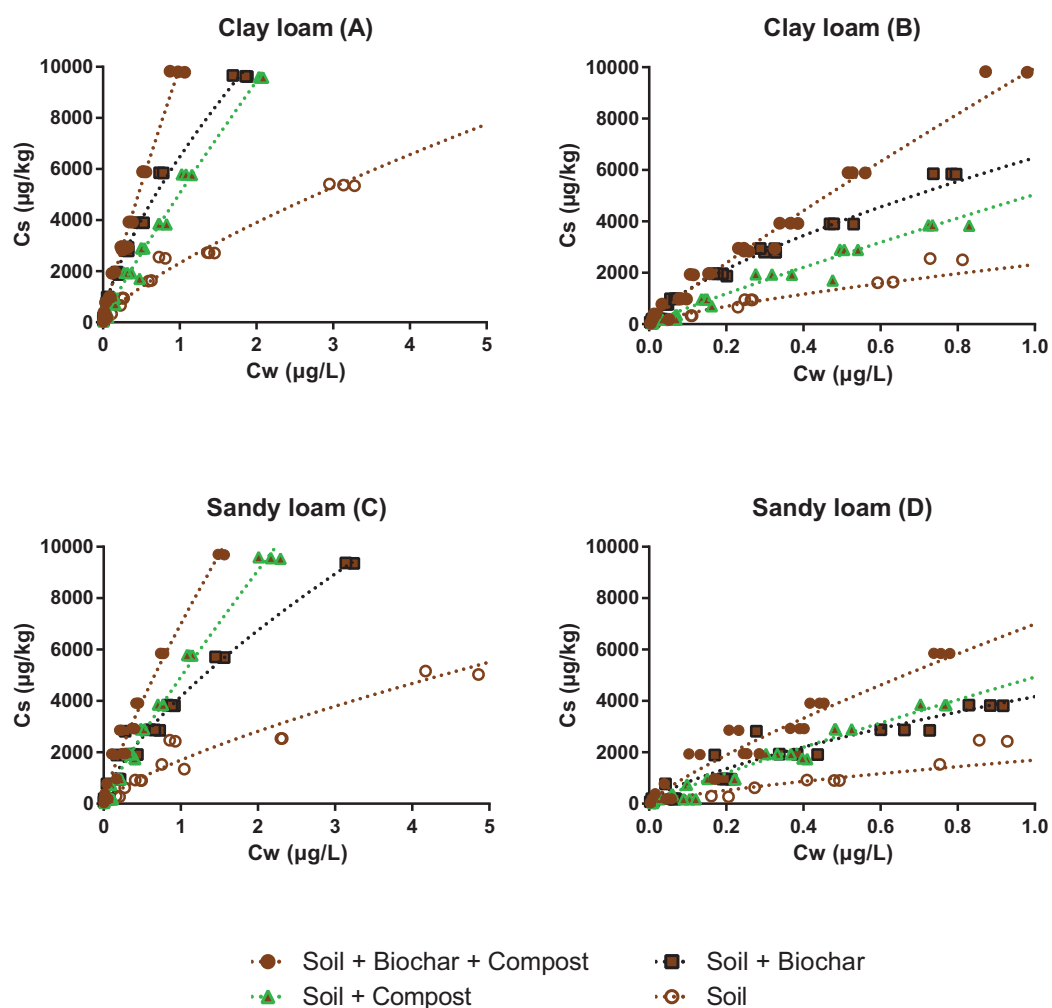 Clay loam (A)
10000
8000
6000
4000
2000
0
Cs (µg/kg)
0 1 2 3 4 5
Cw (µg/L)
Clay loam (B)
10000
8000
6000
4000
2000
0
Cs (µg/kg)
0.0 0.2 0.4 0.6 0.8 1.0
Cw (µg/L)
Sandy loam (C)
10000
8000
6000
4000
2000
0
Cs (µg/kg)
0 1 2 3 4 5
Cw (µg/L)
Sandy loam (D)
10000
8000
6000
4000
2000
0
Cs (µg/kg)
0.0 0.2 0.4 0.6 0.8 1.0
Cw (µg/L)
Soil + Biochar + Compost
Soil + Biochar
Soil + Compost
Soil